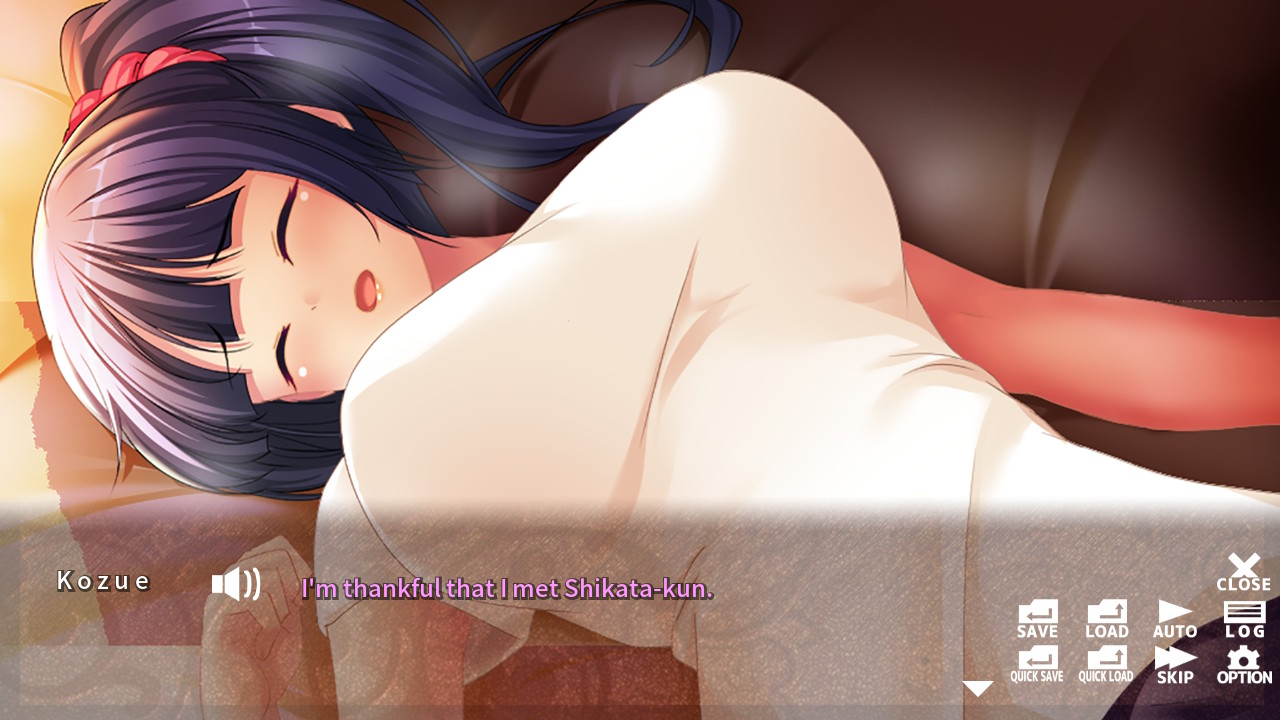 Kozue
I'm thankful that I met Shikata-kun.
CLOSE
SAVE LOAD AUTO LOG
QUICK SAVE QUICK LOAD SKIP OPTION